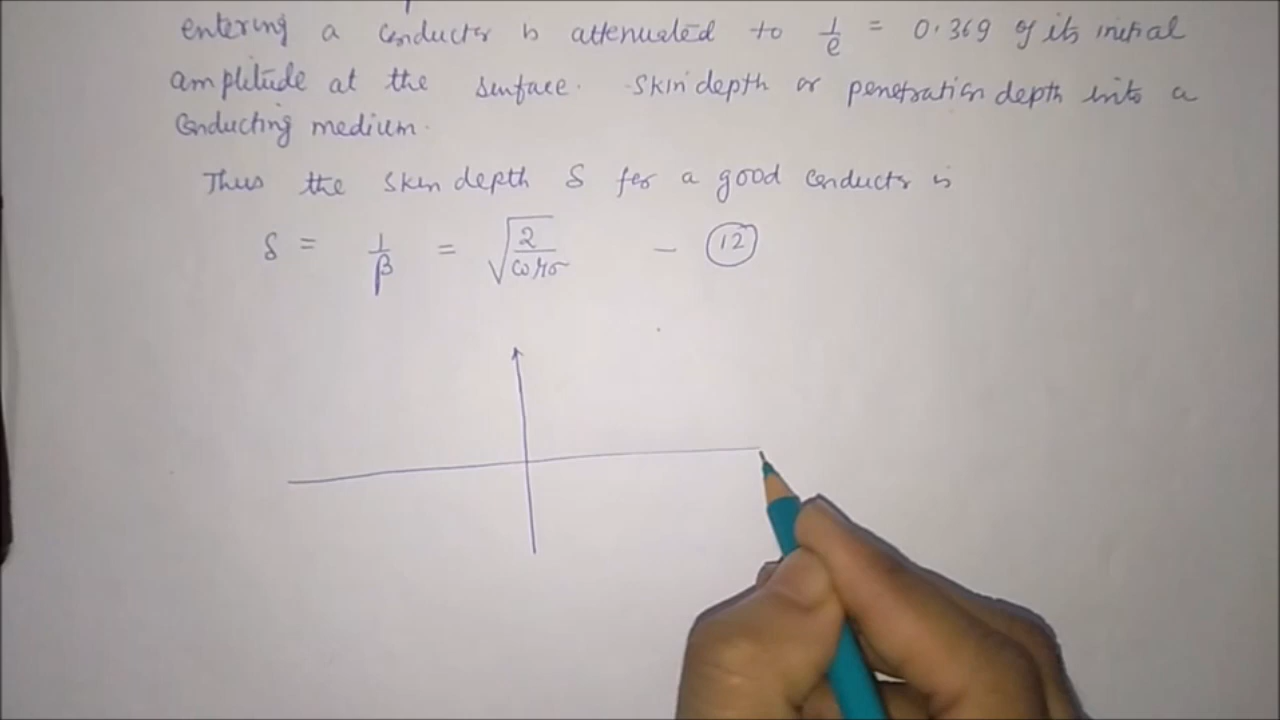 entering a conductor is attenuated to 1/e = 0.369 of its initial
amplitude at the surface. Skin depth or penetration depth into a
conducting medium.
Thus the skin depth δ for a good conductor is
δ = 1/β = √(2/ωμσ) - (12)